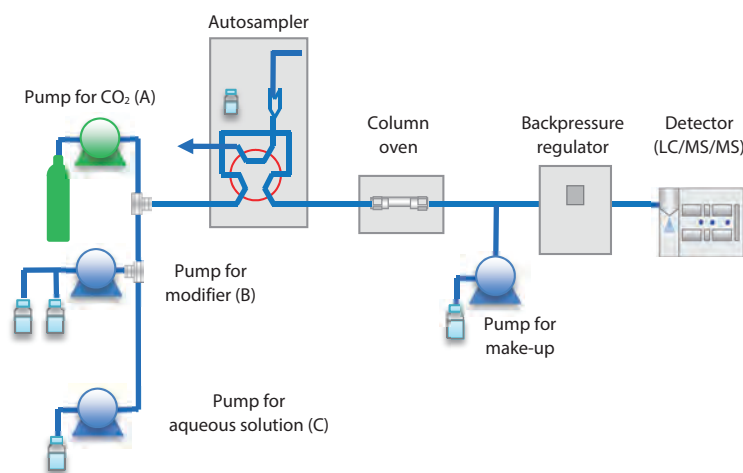 Autosampler
Pump for CO₂ (A)
Column
oven
Backpressure
regulator
Detector
(LC/MS/MS)
Pump for
modifier (B)
Pump for
make-up
Pump for
aqueous solution (C)